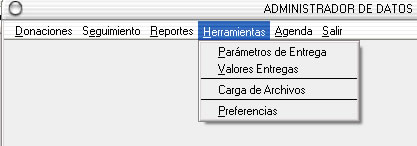 ADMINISTRADOR DE DATOS
Donaciones Seguimiento Reportes Herramientas Agenda Salir
Parámetros de Entrega
Valores Entregas
Carga de Archivos
Preferencias